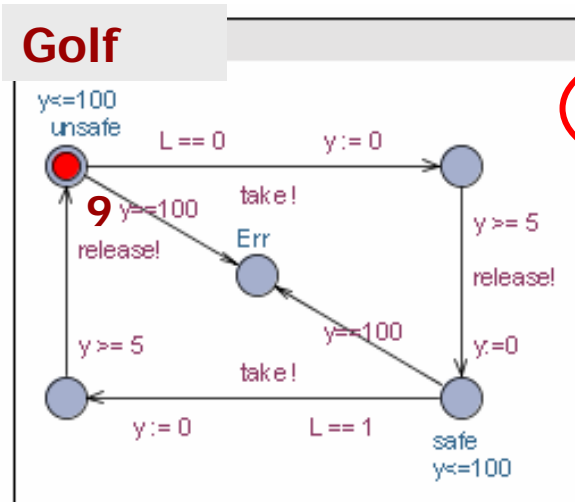 Golf
y<=100
unsafe
L == 0
y := 0
take!
9
y==100
Err
y >= 5
release!
release!
y >= 5
y==100
y:=0
take!
y := 0
L == 1
safe
y<=100